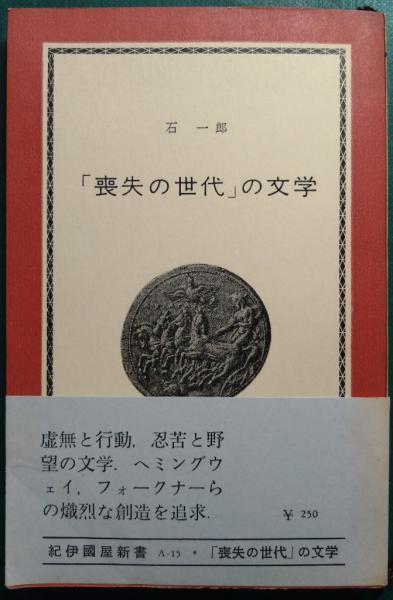 石 一郎
「喪失の世代」の文学
虚無と行動, 忍苦と野
望の文学. ヘミングウ
ェイ, フォークナーら
の熾烈な創造を追求.
¥ 250
紀伊國屋新書 A-15 * 「喪失の世代」の文学